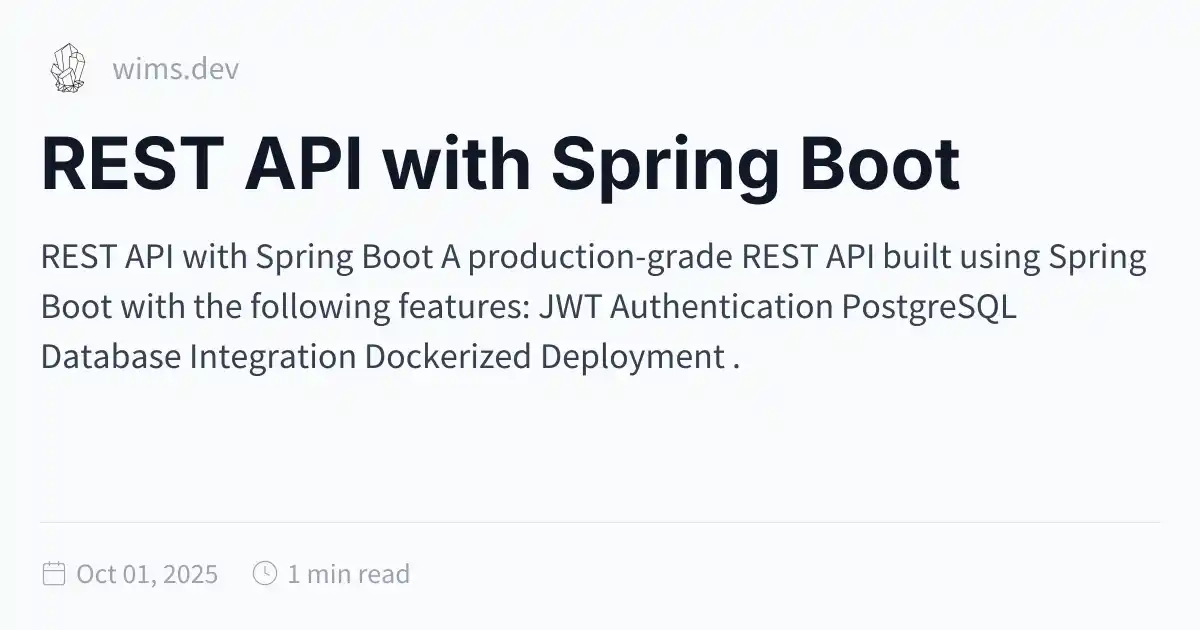 wims.dev
REST API with Spring Boot
REST API with Spring Boot A production-grade REST API built using Spring
Boot with the following features: JWT Authentication PostgreSQL
Database Integration Dockerized Deployment .
Oct 01, 2025 1 min read